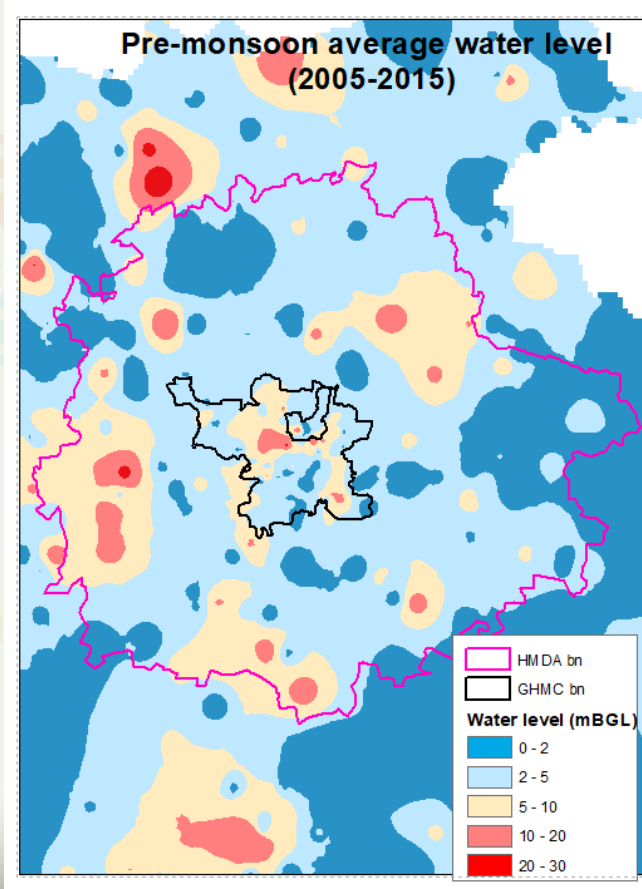 Pre-monsoon average water level
(2005-2015)
HMDA bn
GHMC bn
Water level (mBGL)
0 - 2
2 - 5
5 - 10
10 - 20
20 - 30